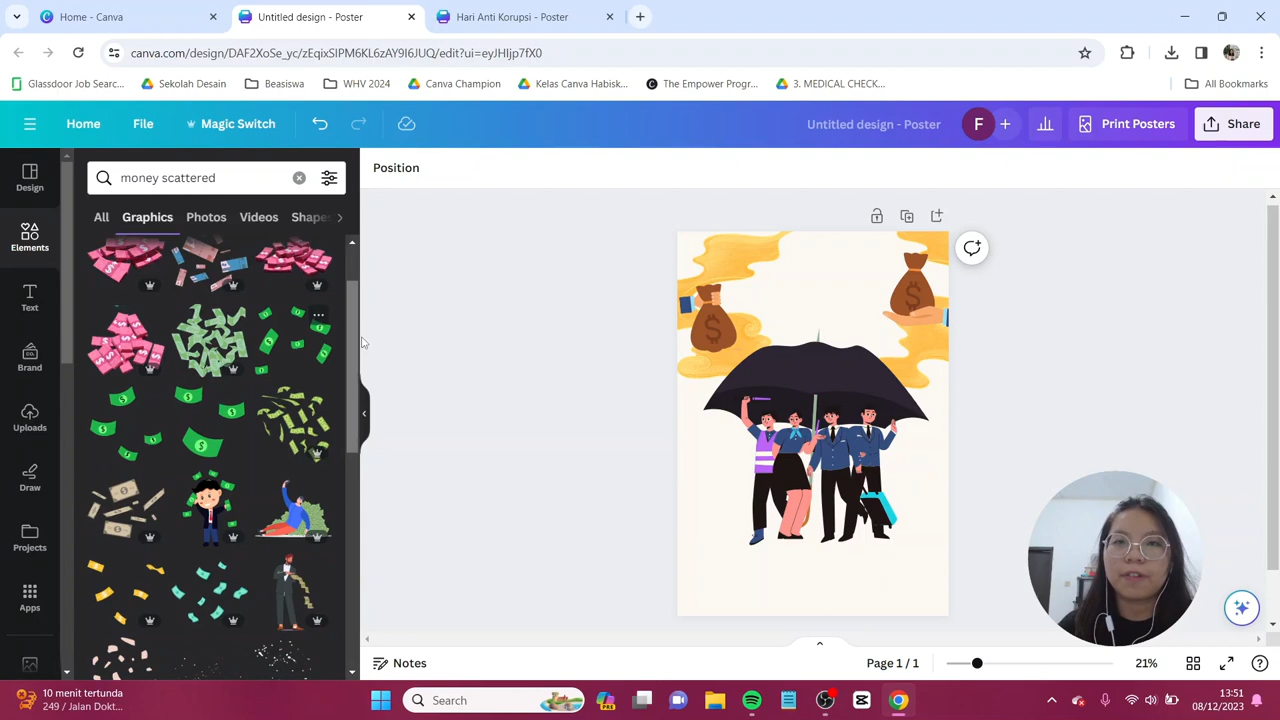 Home - Canva
Untitled design - Poster
Hari Anti Korupsi - Poster
canva.com/design/DAF2XoSe_yc/zEqixSIPM6KL6zAY9I6JUQ/edit?ui=eyJHIjp7fX0
Glassdoor Job Searc...
Sekolah Desain
Beasiswa
WHV 2024
Canva Champion
Kelas Canva Habisk...
The Empower Progr...
3. MEDICAL CHECK...
All Bookmarks
Home
File
Magic Switch
Untitled design - Poster
F
Print Posters
Share
Design
Elements
Text
Brand
Uploads
Draw
Projects
Apps
money scattered
All
Graphics
Photos
Videos
Shape
Position
Notes
Page 1 / 1
21%
10 menit tertunda
249 / Jalan Dokt...
Search
13:51
08/12/2023